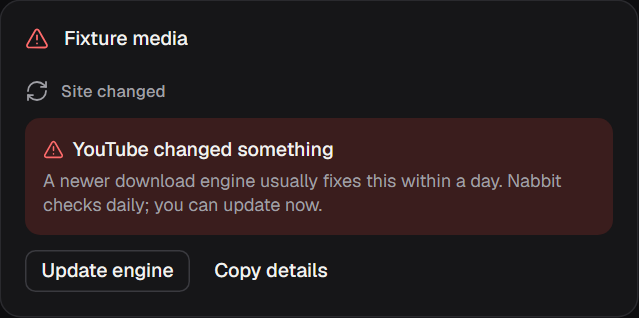 Fixture media
Site changed
YouTube changed something
A newer download engine usually fixes this within a day. Nabbit
checks daily; you can update now.
Update engine
Copy details